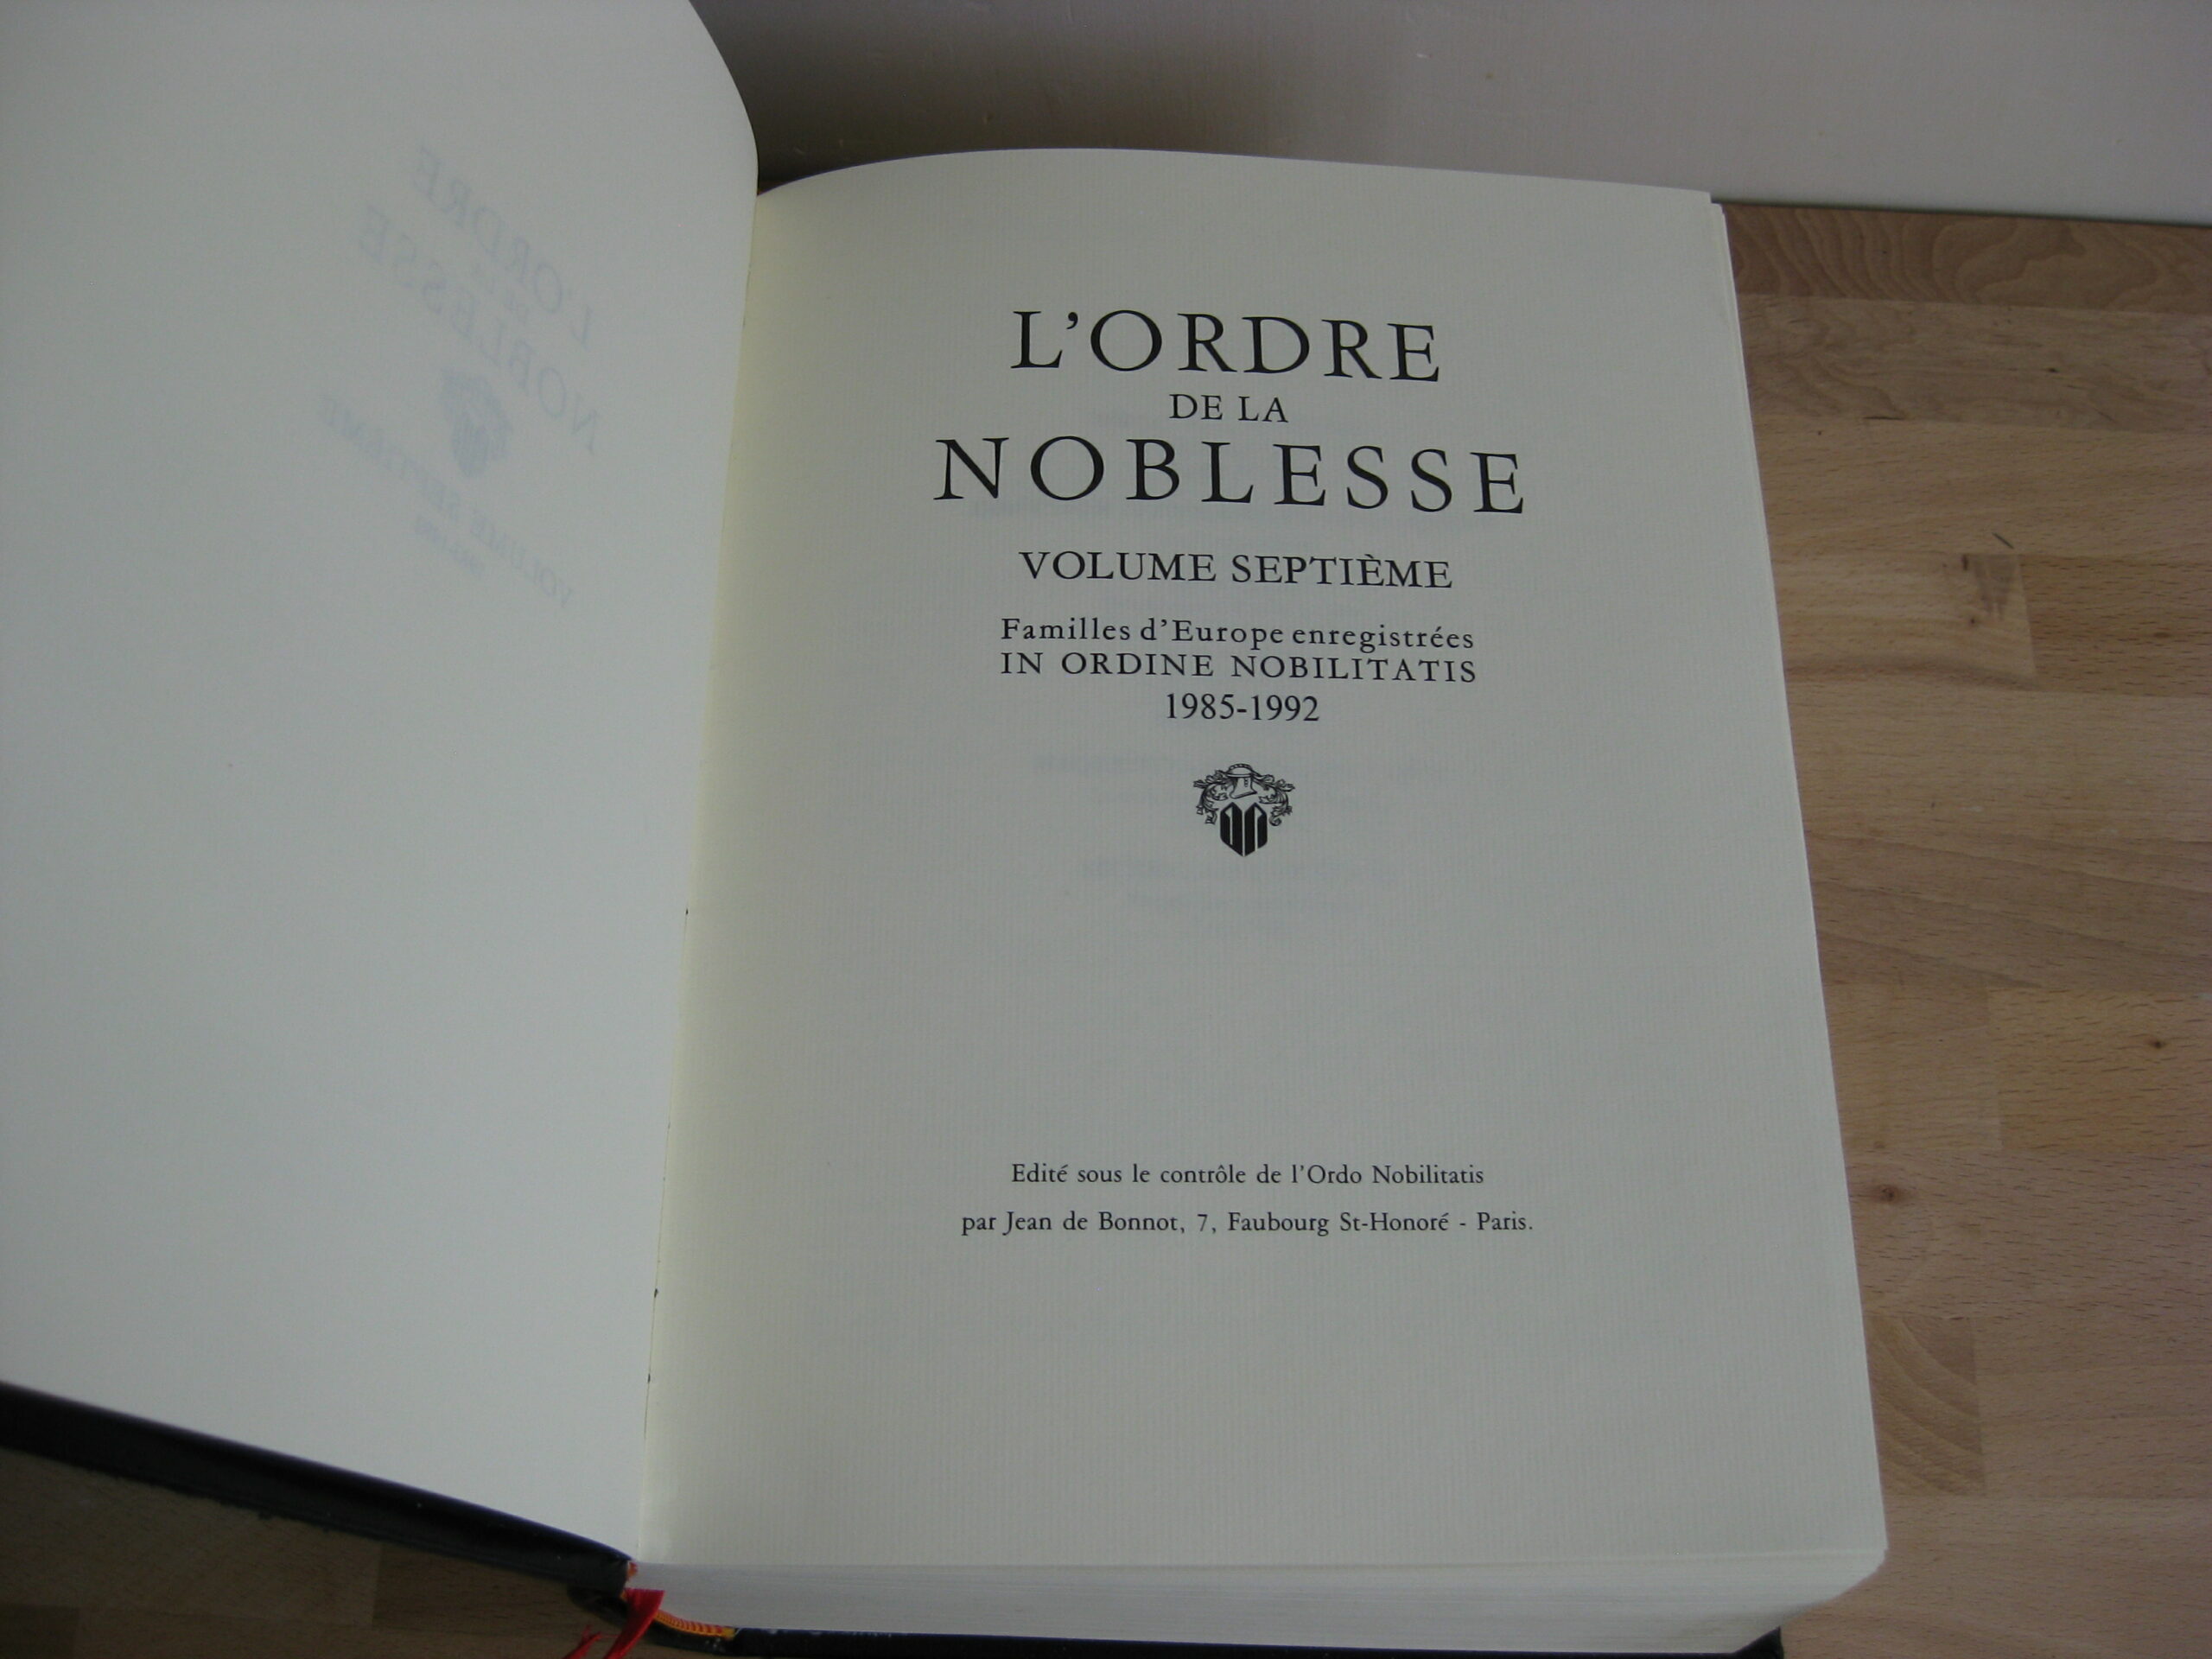 L'ORDRE
DE LA
NOBLESSE
VOLUME SEPTIÈME
Familles d'Europe enregistrées
IN ORDINE NOBILITATIS
1985-1992
Edité sous le contrôle de l'Ordo Nobilitatis
par Jean de Bonnot, 7, Faubourg St-Honoré - Paris.